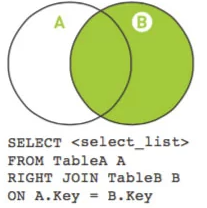 A B
SELECT <select_list>
FROM TableA A
RIGHT JOIN TableB B
ON A.Key = B.Key